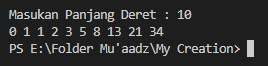 Masukan Panjang Deret : 10
0 1 1 2 3 5 8 13 21 34
PS E:\Folder Mu'aadz\My Creation>